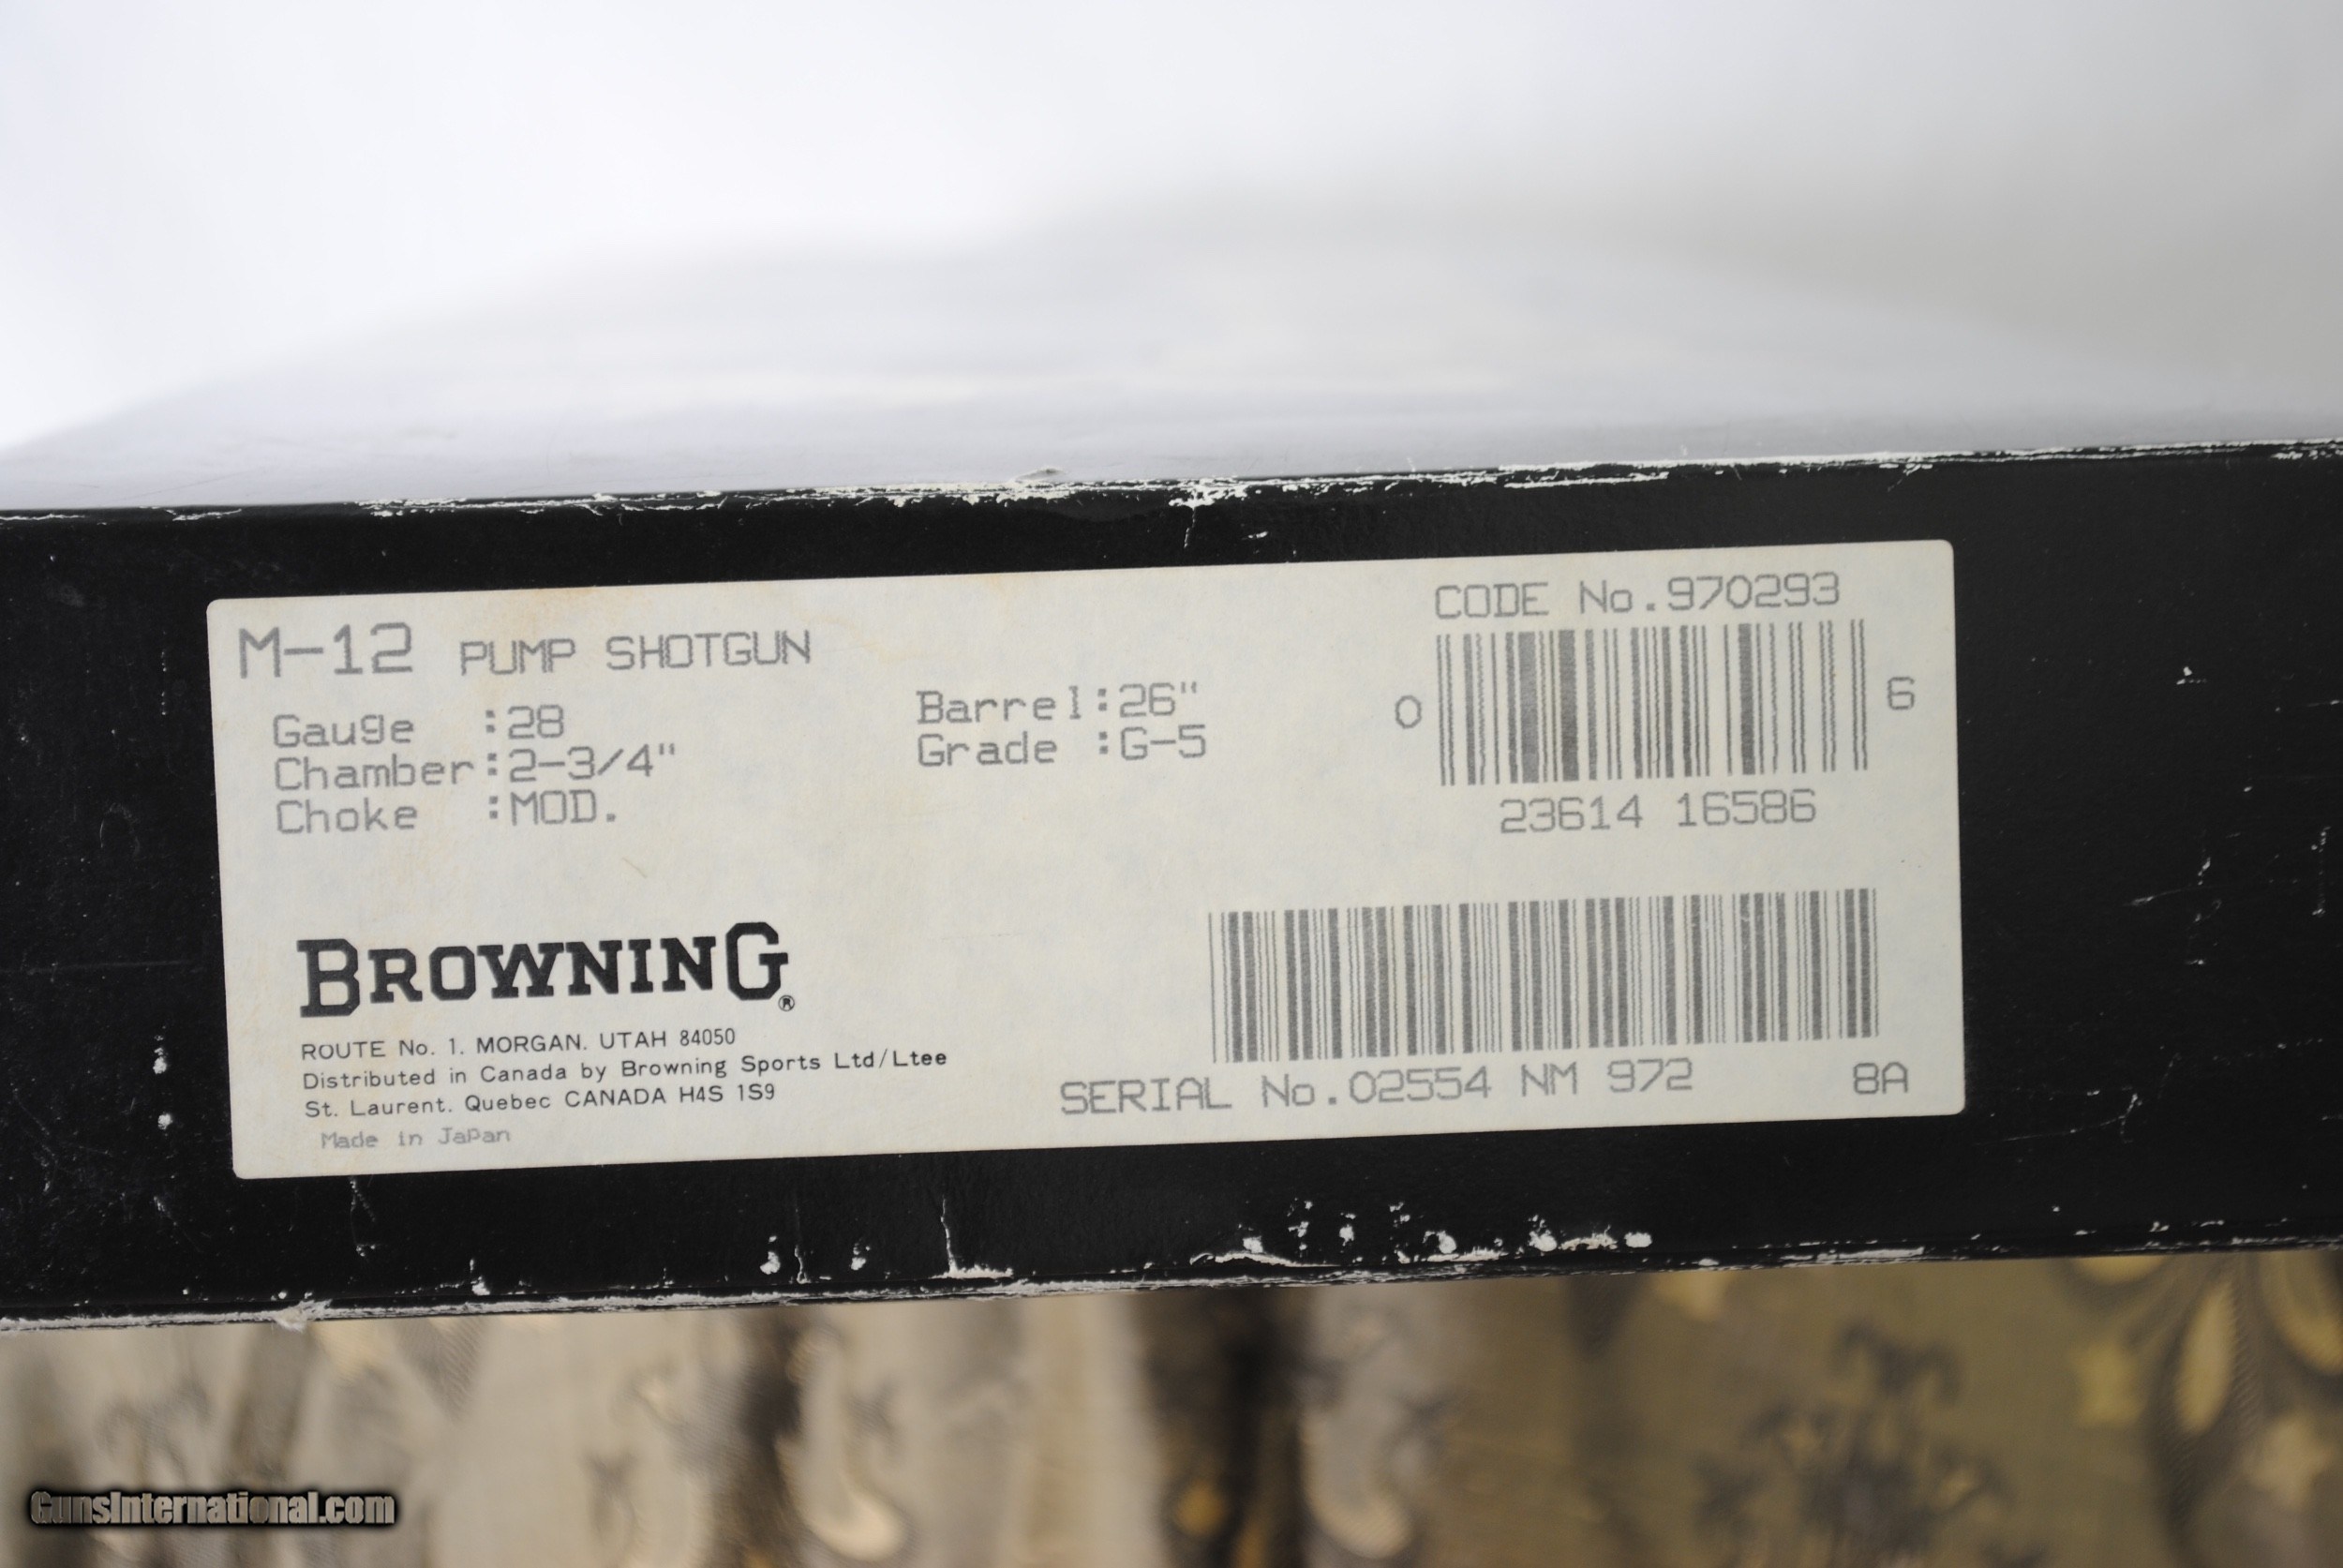 M-12 PUMP SHOTGUN
Gauge :28
Chamber:2-3/4"
Choke :MOD.
Barrel:26"
Grade :G-5
CODE No.970293
0 6
23614 16586
BROWNING®
ROUTE No. 1. MORGAN. UTAH 84050
Distributed in Canada by Browning Sports Ltd/Ltee
St. Laurent. Quebec CANADA H4S 1S9
Made in Japan
SERIAL No.02554 NM 972 8A
GunsInternational.com